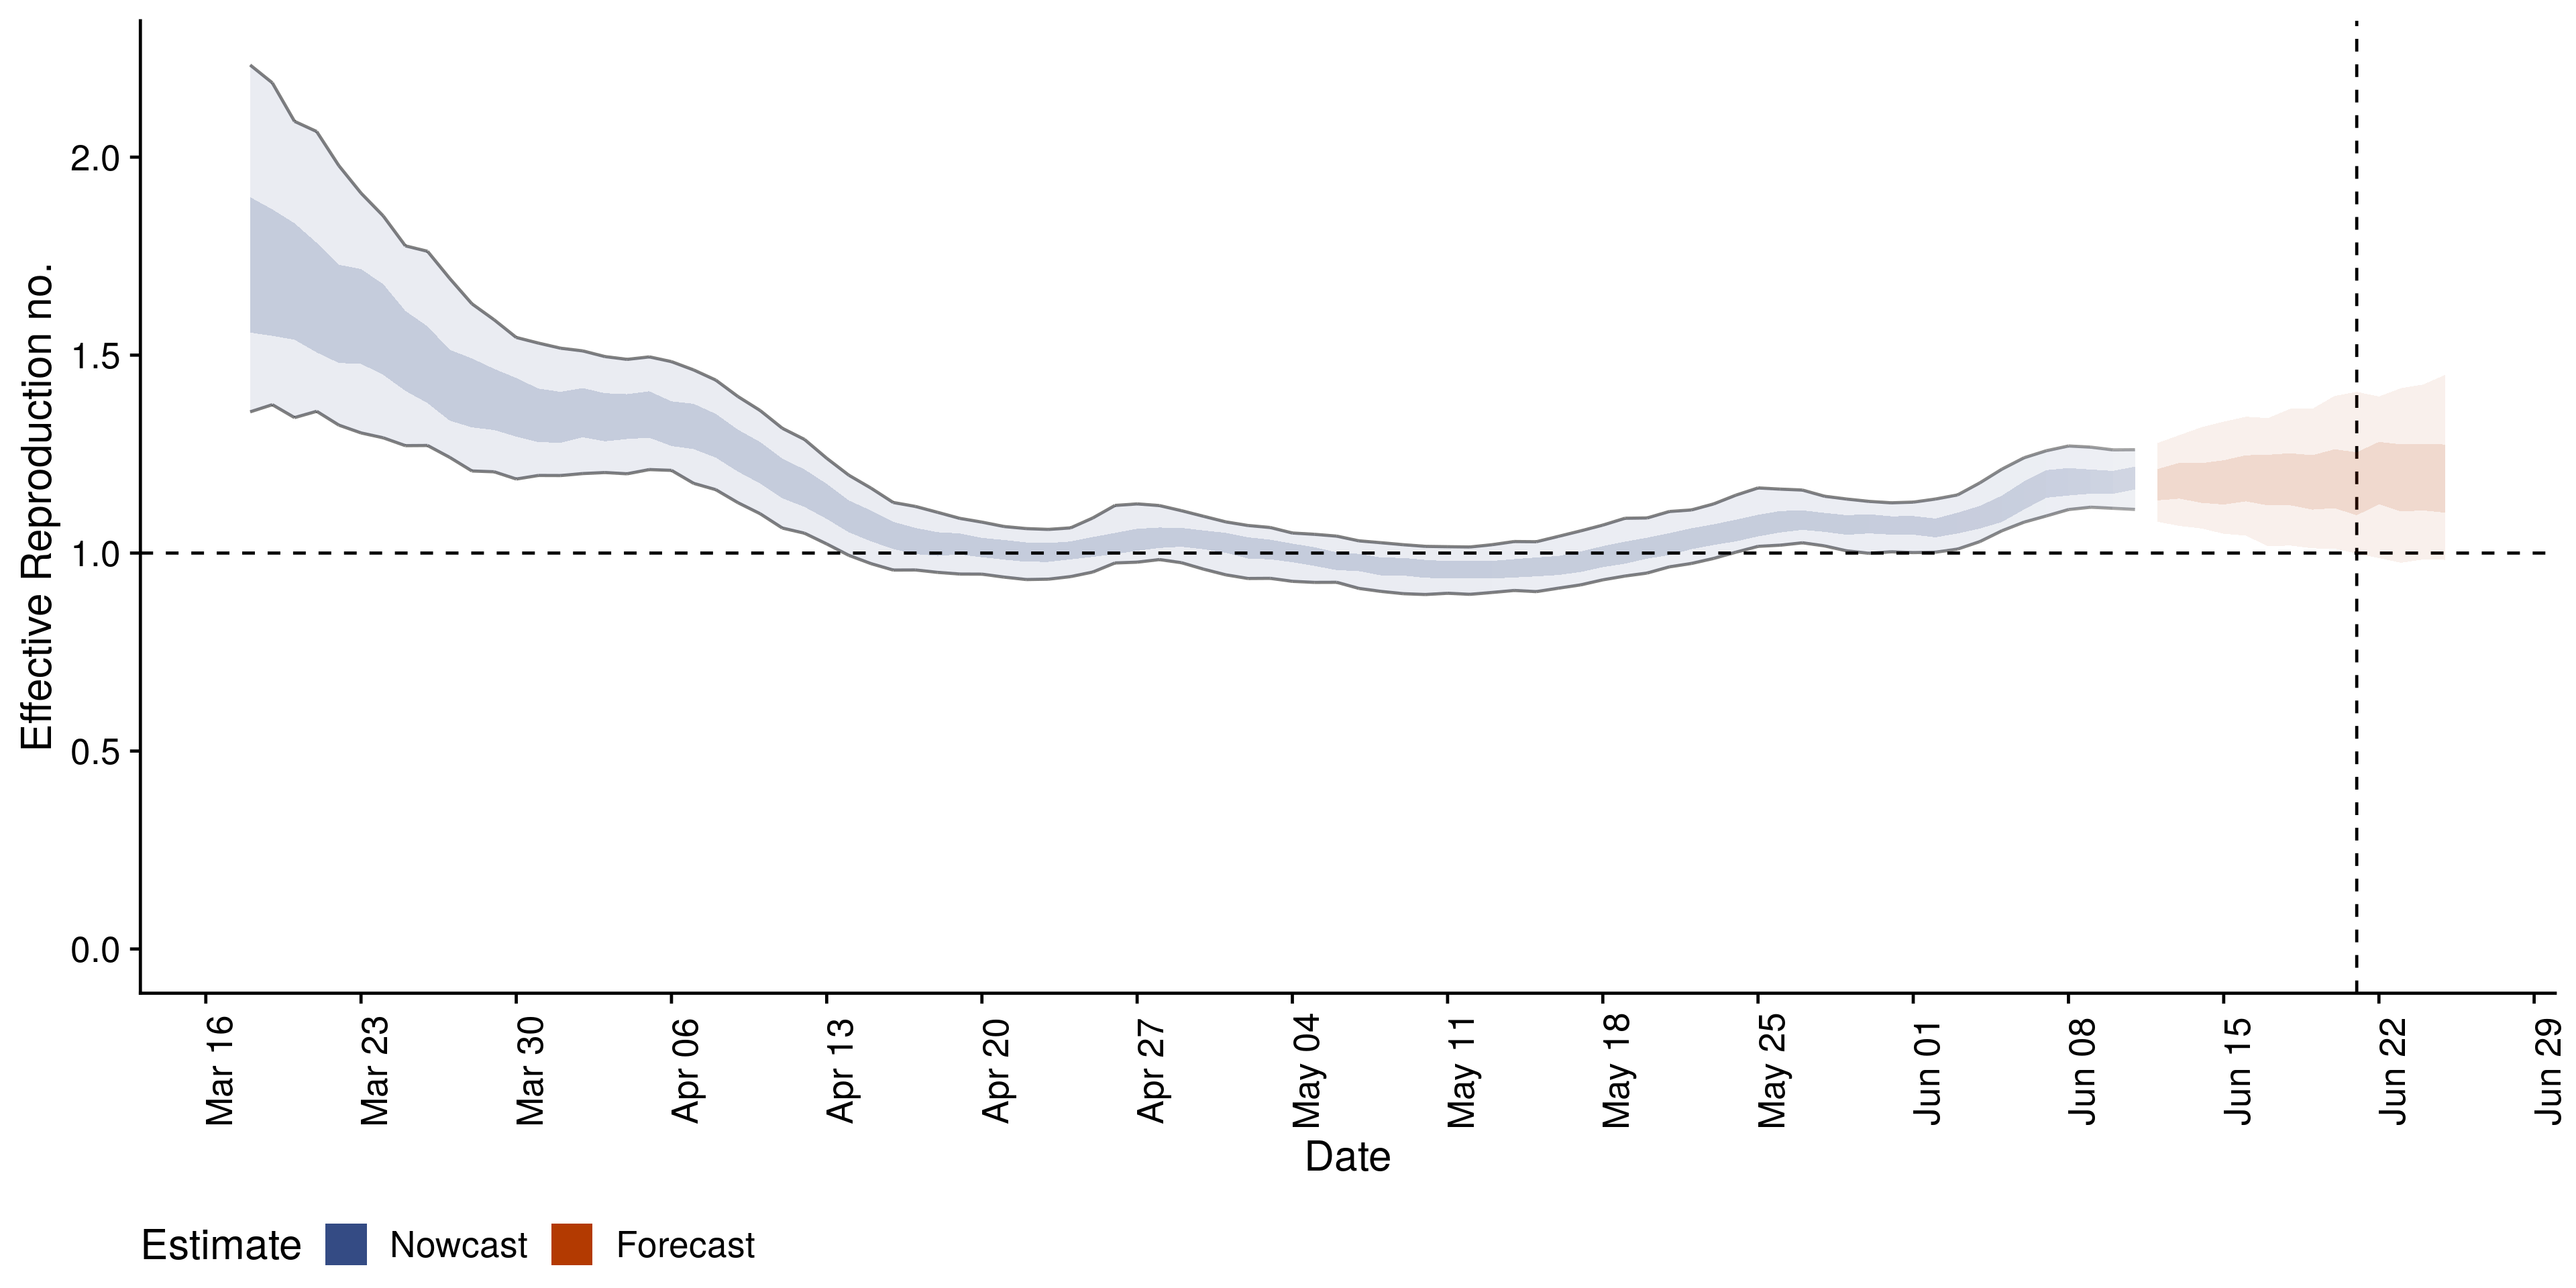 Effective Reproduction no.
2.0
1.5
1.0
0.5
0.0
Mar 16
Mar 23
Mar 30
Apr 06
Apr 13
Apr 20
Apr 27
May 04
May 11
May 18
May 25
Jun 01
Jun 08
Jun 15
Jun 22
Jun 29
Date
Estimate Nowcast Forecast